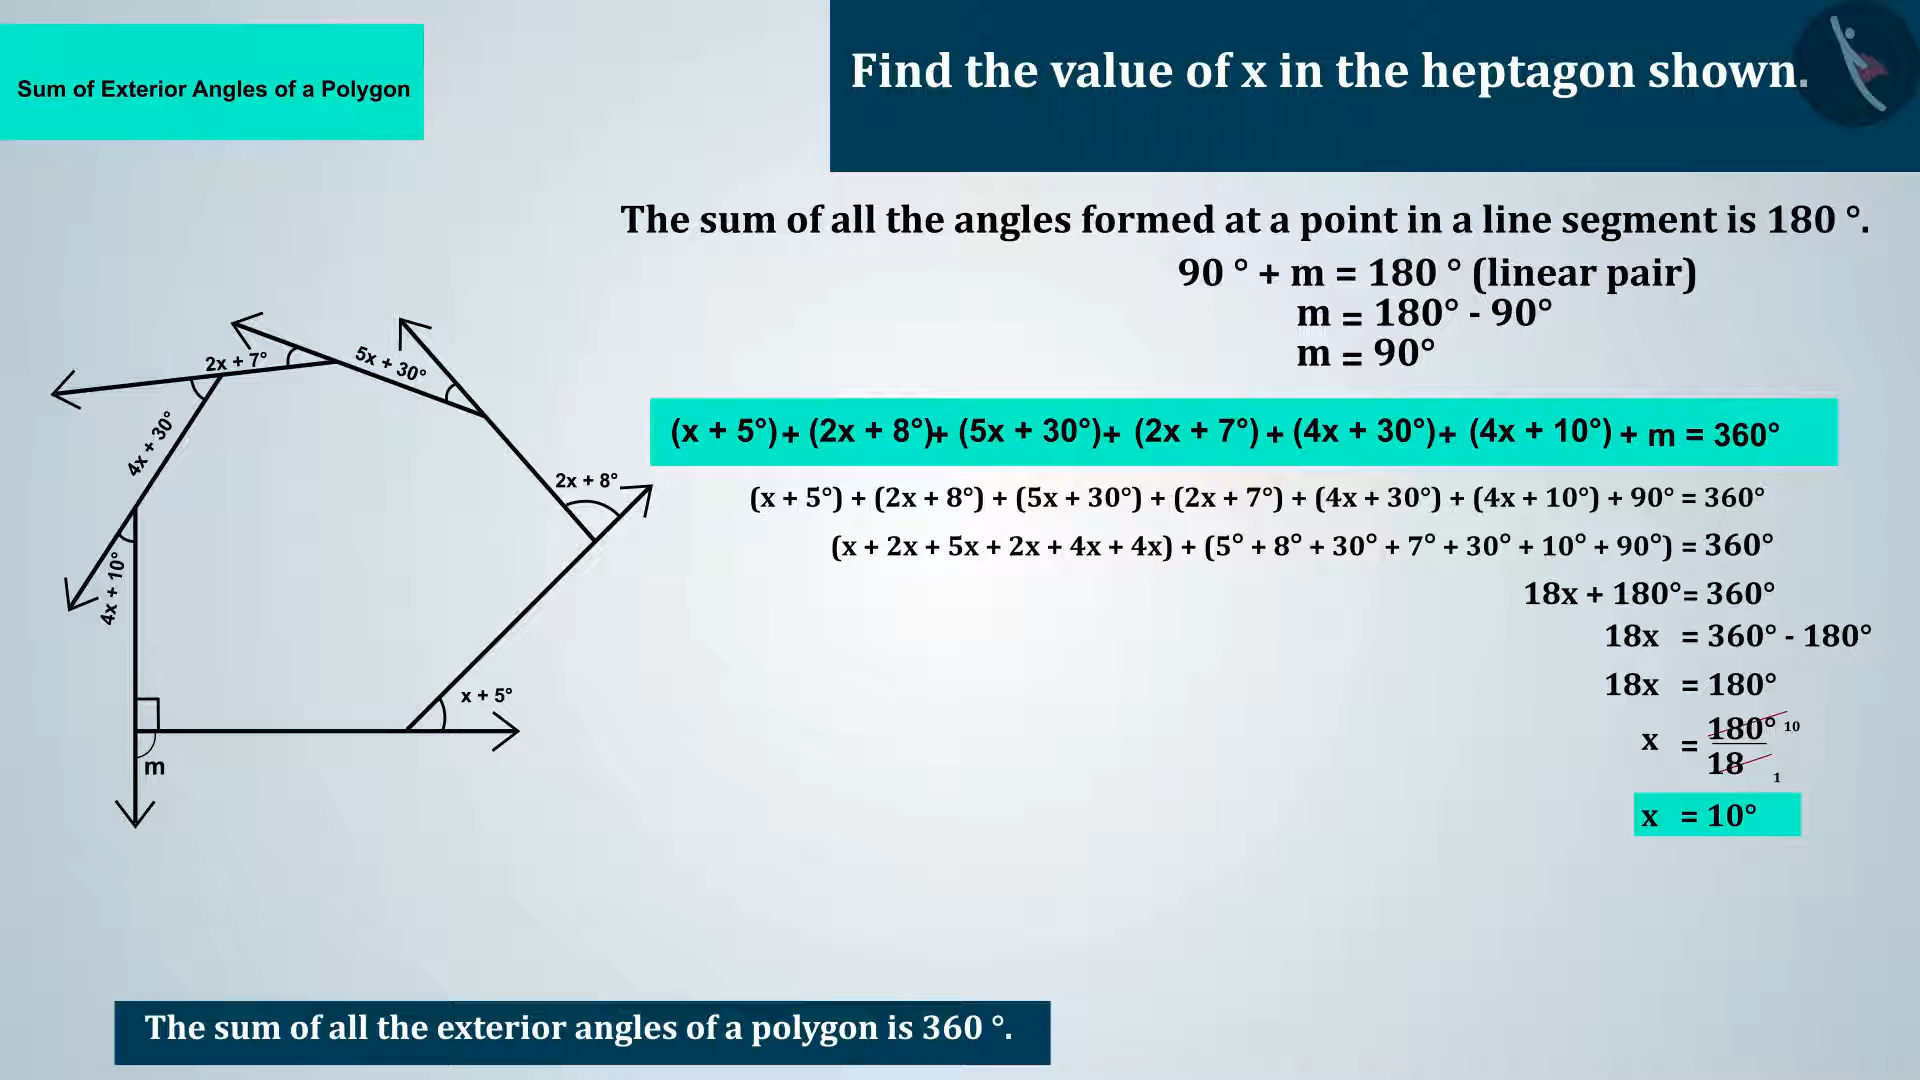 Sum of Exterior Angles of a Polygon
Find the value of x in the heptagon shown.
The sum of all the angles formed at a point in a line segment is 180 °.
90 ° + m = 180 ° (linear pair)
m = 180° - 90°
m = 90°
2x + 7°
5x + 30°
4x + 30°
2x + 8°
4x + 10°
x + 5°
m
(x + 5°) + (2x + 8°) + (5x + 30°) + (2x + 7°) + (4x + 30°) + (4x + 10°) + m = 360°
(x + 5°) + (2x + 8°) + (5x + 30°) + (2x + 7°) + (4x + 30°) + (4x + 10°) + 90° = 360°
(x + 2x + 5x + 2x + 4x + 4x) + (5° + 8° + 30° + 7° + 30° + 10° + 90°) = 360°
18x + 180° = 360°
18x = 360° - 180°
18x = 180°
180° 10
x =
18 1
x = 10°
The sum of all the exterior angles of a polygon is 360 °.